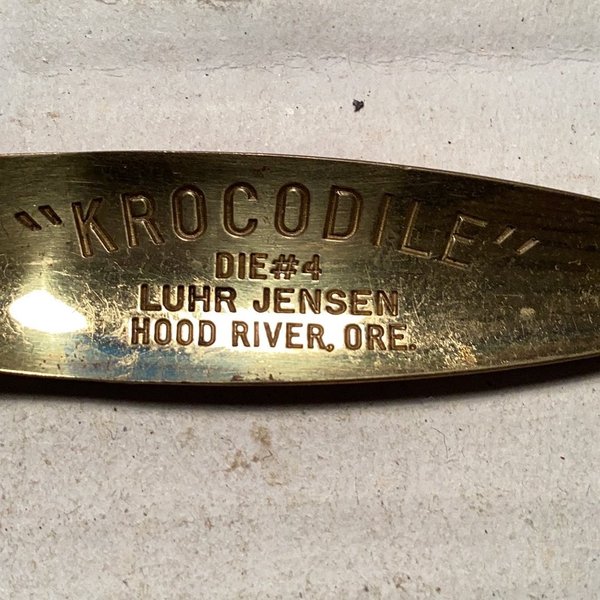 "KROCODILE"
DIE#4
LUHR JENSEN
HOOD RIVER, ORE.